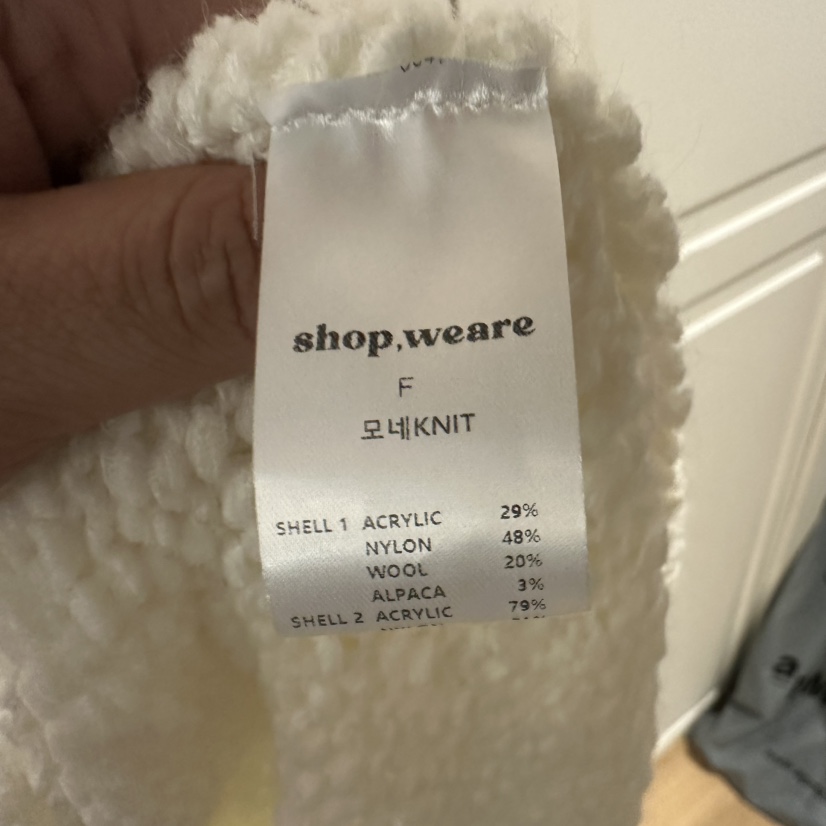 shop,weare
F
모네KNIT
SHELL 1 ACRYLIC 29%
NYLON 48%
WOOL 20%
ALPACA 3%
SHELL 2 ACRYLIC 79%